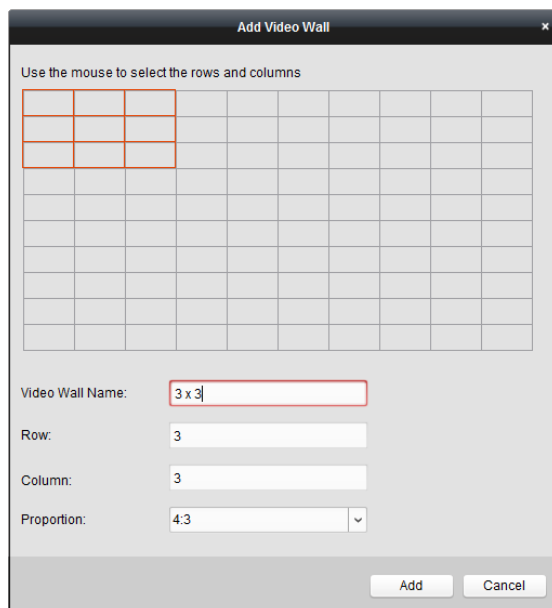 Add Video Wall ×
Use the mouse to select the rows and columns
Video Wall Name: 3 x 3
Row: 3
Column: 3
Proportion: 4:3
Add Cancel